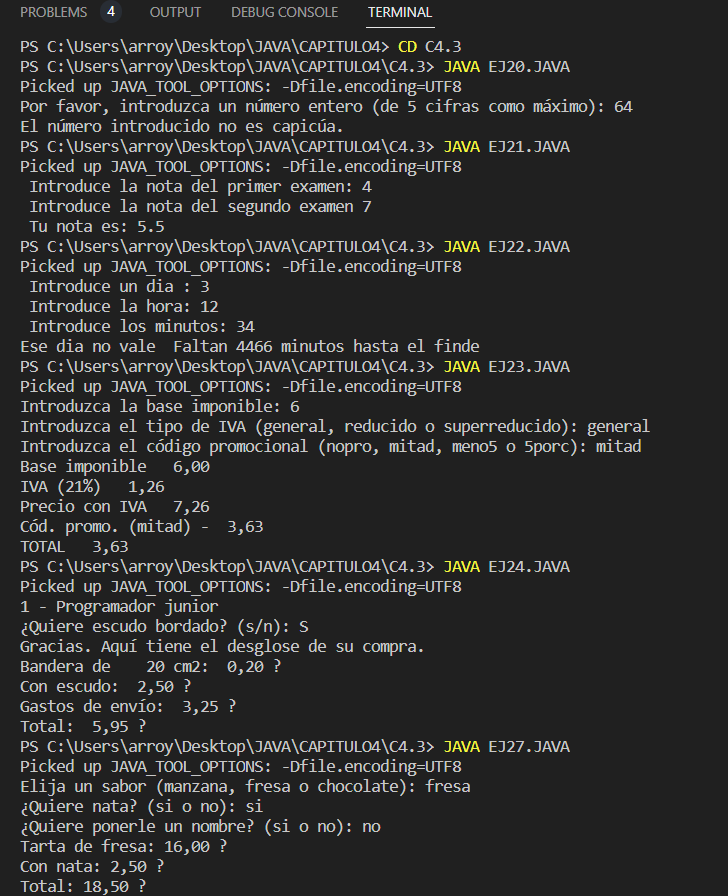 PROBLEMS 4 OUTPUT DEBUG CONSOLE TERMINAL
PS C:\Users\arroy\Desktop\JAVA\CAPITULO4> CD C4.3
PS C:\Users\arroy\Desktop\JAVA\CAPITULO4\C4.3> JAVA EJ20.JAVA
Picked up JAVA_TOOL_OPTIONS: -Dfile.encoding=UTF8
Por favor, introduzca un número entero (de 5 cifras como máximo): 64
El número introducido no es capicúa.
PS C:\Users\arroy\Desktop\JAVA\CAPITULO4\C4.3> JAVA EJ21.JAVA
Picked up JAVA_TOOL_OPTIONS: -Dfile.encoding=UTF8
 Introduce la nota del primer examen: 4
 Introduce la nota del segundo examen 7
 Tu nota es: 5.5
PS C:\Users\arroy\Desktop\JAVA\CAPITULO4\C4.3> JAVA EJ22.JAVA
Picked up JAVA_TOOL_OPTIONS: -Dfile.encoding=UTF8
 Introduce un dia : 3
 Introduce la hora: 12
 Introduce los minutos: 34
Ese dia no vale  Faltan 4466 minutos hasta el finde
PS C:\Users\arroy\Desktop\JAVA\CAPITULO4\C4.3> JAVA EJ23.JAVA
Picked up JAVA_TOOL_OPTIONS: -Dfile.encoding=UTF8
Introduzca la base imponible: 6
Introduzca el tipo de IVA (general, reducido o superreducido): general
Introduzca el código promocional (nopro, mitad, meno5 o 5porc): mitad
Base imponible   6,00
IVA (21%)   1,26
Precio con IVA   7,26
Cód. promo. (mitad) -  3,63
TOTAL   3,63
PS C:\Users\arroy\Desktop\JAVA\CAPITULO4\C4.3> JAVA EJ24.JAVA
Picked up JAVA_TOOL_OPTIONS: -Dfile.encoding=UTF8
1 - Programador junior
¿Quiere escudo bordado? (s/n): S
Gracias. Aquí tiene el desglose de su compra.
Bandera de    20 cm2:  0,20 ?
Con escudo:  2,50 ?
Gastos de envío:  3,25 ?
Total:  5,95 ?
PS C:\Users\arroy\Desktop\JAVA\CAPITULO4\C4.3> JAVA EJ27.JAVA
Picked up JAVA_TOOL_OPTIONS: -Dfile.encoding=UTF8
Elija un sabor (manzana, fresa o chocolate): fresa
¿Quiere nata? (si o no): si
¿Quiere ponerle un nombre? (si o no): no
Tarta de fresa: 16,00 ?
Con nata: 2,50 ?
Total: 18,50 ?